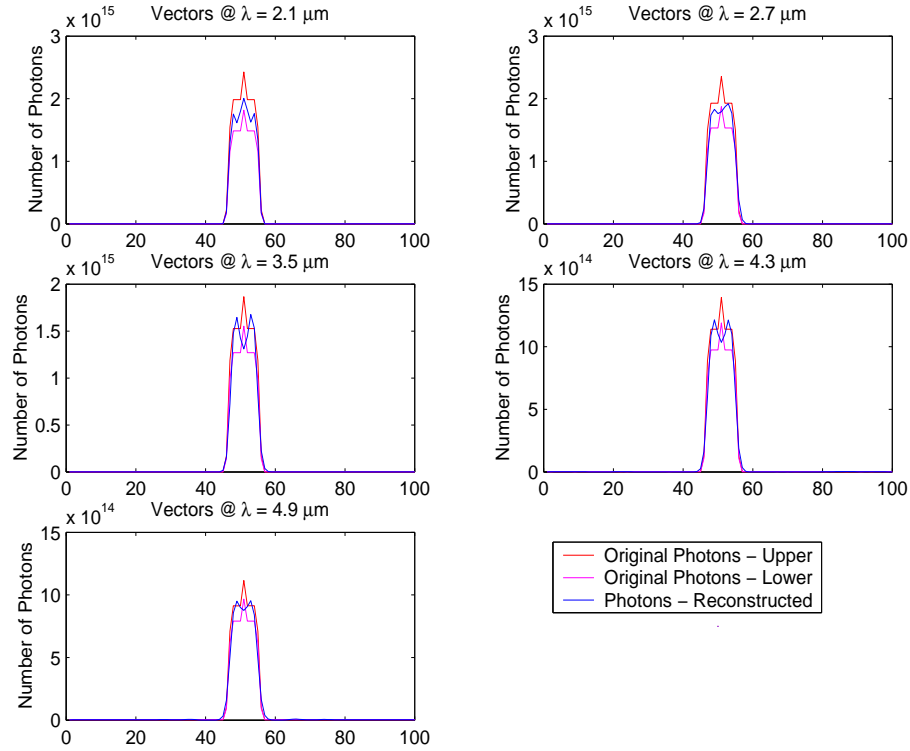 x 10^15
Vectors @ λ = 2.1 μm
Number of Photons
3
2
1
0
0 20 40 60 80 100
x 10^15
Vectors @ λ = 2.7 μm
Number of Photons
3
2
1
0
0 20 40 60 80 100
x 10^15
Vectors @ λ = 3.5 μm
Number of Photons
2
1.5
1
0.5
0
0 20 40 60 80 100
x 10^14
Vectors @ λ = 4.3 μm
Number of Photons
15
10
5
0
0 20 40 60 80 100
x 10^14
Vectors @ λ = 4.9 μm
Number of Photons
15
10
5
0
0 20 40 60 80 100
Original Photons – Upper
Original Photons – Lower
Photons – Reconstructed